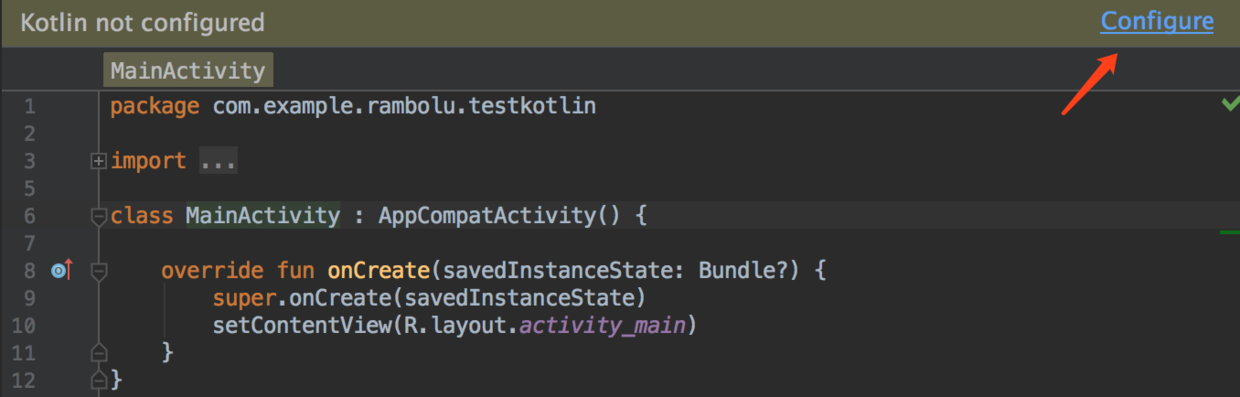 Kotlin not configured Configure
MainActivity
1 package com.example.rambolu.testkotlin
2
3 import ...
5
6 class MainActivity : AppCompatActivity() {
7
8 override fun onCreate(savedInstanceState: Bundle?) {
9 super.onCreate(savedInstanceState)
10 setContentView(R.layout.activity_main)
11 }
12 }